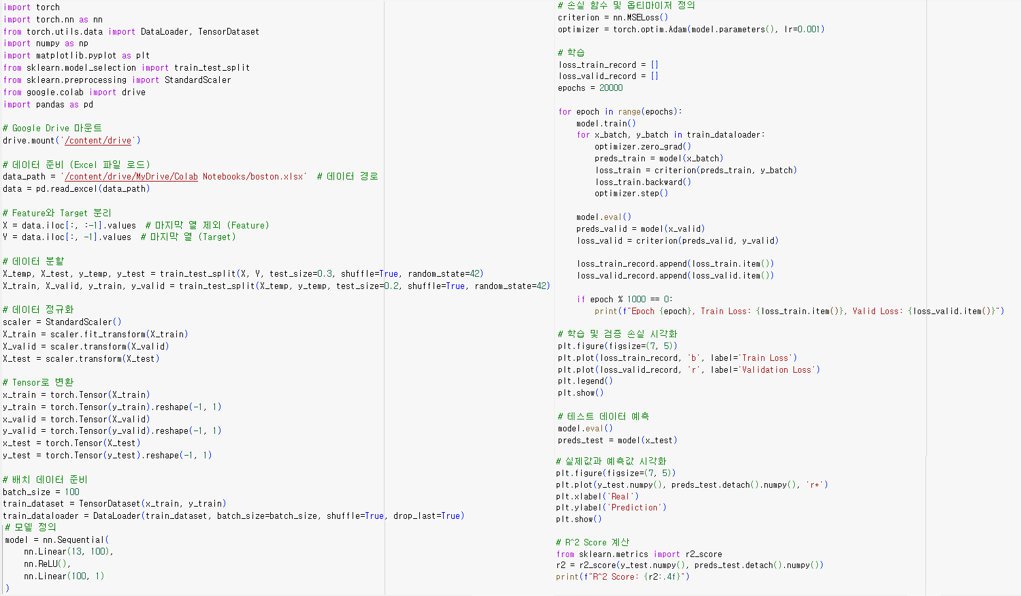 import torch
import torch.nn as nn
from torch.utils.data import DataLoader, TensorDataset
import numpy as np
import matplotlib.pyplot as plt
from sklearn.model_selection import train_test_split
from sklearn.preprocessing import StandardScaler
from google.colab import drive
import pandas as pd

# Google Drive 마운트
drive.mount('/content/drive')

# 데이터 준비 (Excel 파일 로드)
data_path = '/content/drive/MyDrive/Colab Notebooks/boston.xlsx'  # 데이터 경로
data = pd.read_excel(data_path)

# Feature와 Target 분리
X = data.iloc[:, :-1].values  # 마지막 열 제외 (Feature)
Y = data.iloc[:, -1].values  # 마지막 열 (Target)

# 데이터 분할
X_temp, X_test, y_temp, y_test = train_test_split(X, Y, test_size=0.3, shuffle=True, random_state=42)
X_train, X_valid, y_train, y_valid = train_test_split(X_temp, y_temp, test_size=0.2, shuffle=True, random_state=42)

# 데이터 정규화
scaler = StandardScaler()
X_train = scaler.fit_transform(X_train)
X_valid = scaler.transform(X_valid)
X_test = scaler.transform(X_test)

# Tensor로 변환
x_train = torch.Tensor(X_train)
y_train = torch.Tensor(y_train).reshape(-1, 1)
x_valid = torch.Tensor(X_valid)
y_valid = torch.Tensor(y_valid).reshape(-1, 1)
x_test = torch.Tensor(X_test)
y_test = torch.Tensor(y_test).reshape(-1, 1)

# 배치 데이터 준비
batch_size = 100
train_dataset = TensorDataset(x_train, y_train)
train_dataloader = DataLoader(train_dataset, batch_size=batch_size, shuffle=True, drop_last=True)
# 모델 정의
model = nn.Sequential(
    nn.Linear(13, 100),
    nn.ReLU(),
    nn.Linear(100, 1)
)
# 손실 함수 및 옵티마이저 정의
criterion = nn.MSELoss()
optimizer = torch.optim.Adam(model.parameters(), lr=0.001)

# 학습
loss_train_record = []
loss_valid_record = []
epochs = 20000

for epoch in range(epochs):
    model.train()
    for x_batch, y_batch in train_dataloader:
        optimizer.zero_grad()
        preds_train = model(x_batch)
        loss_train = criterion(preds_train, y_batch)
        loss_train.backward()
        optimizer.step()

    model.eval()
    preds_valid = model(x_valid)
    loss_valid = criterion(preds_valid, y_valid)

    loss_train_record.append(loss_train.item())
    loss_valid_record.append(loss_valid.item())

    if epoch % 1000 == 0:
        print(f"Epoch {epoch}, Train Loss: {loss_train.item()}, Valid Loss: {loss_valid.item()}")

# 학습 및 검증 손실 시각화
plt.figure(figsize=(7, 5))
plt.plot(loss_train_record, 'b', label='Train Loss')
plt.plot(loss_valid_record, 'r', label='Validation Loss')
plt.legend()
plt.show()

# 테스트 데이터 예측
model.eval()
preds_test = model(x_test)

# 실제값과 예측값 시각화
plt.figure(figsize=(7, 5))
plt.plot(y_test.numpy(), preds_test.detach().numpy(), 'r*')
plt.xlabel('Real')
plt.ylabel('Prediction')
plt.show()

# R^2 Score 계산
from sklearn.metrics import r2_score
r2 = r2_score(y_test.numpy(), preds_test.detach().numpy())
print(f"R^2 Score: {r2:.4f}")